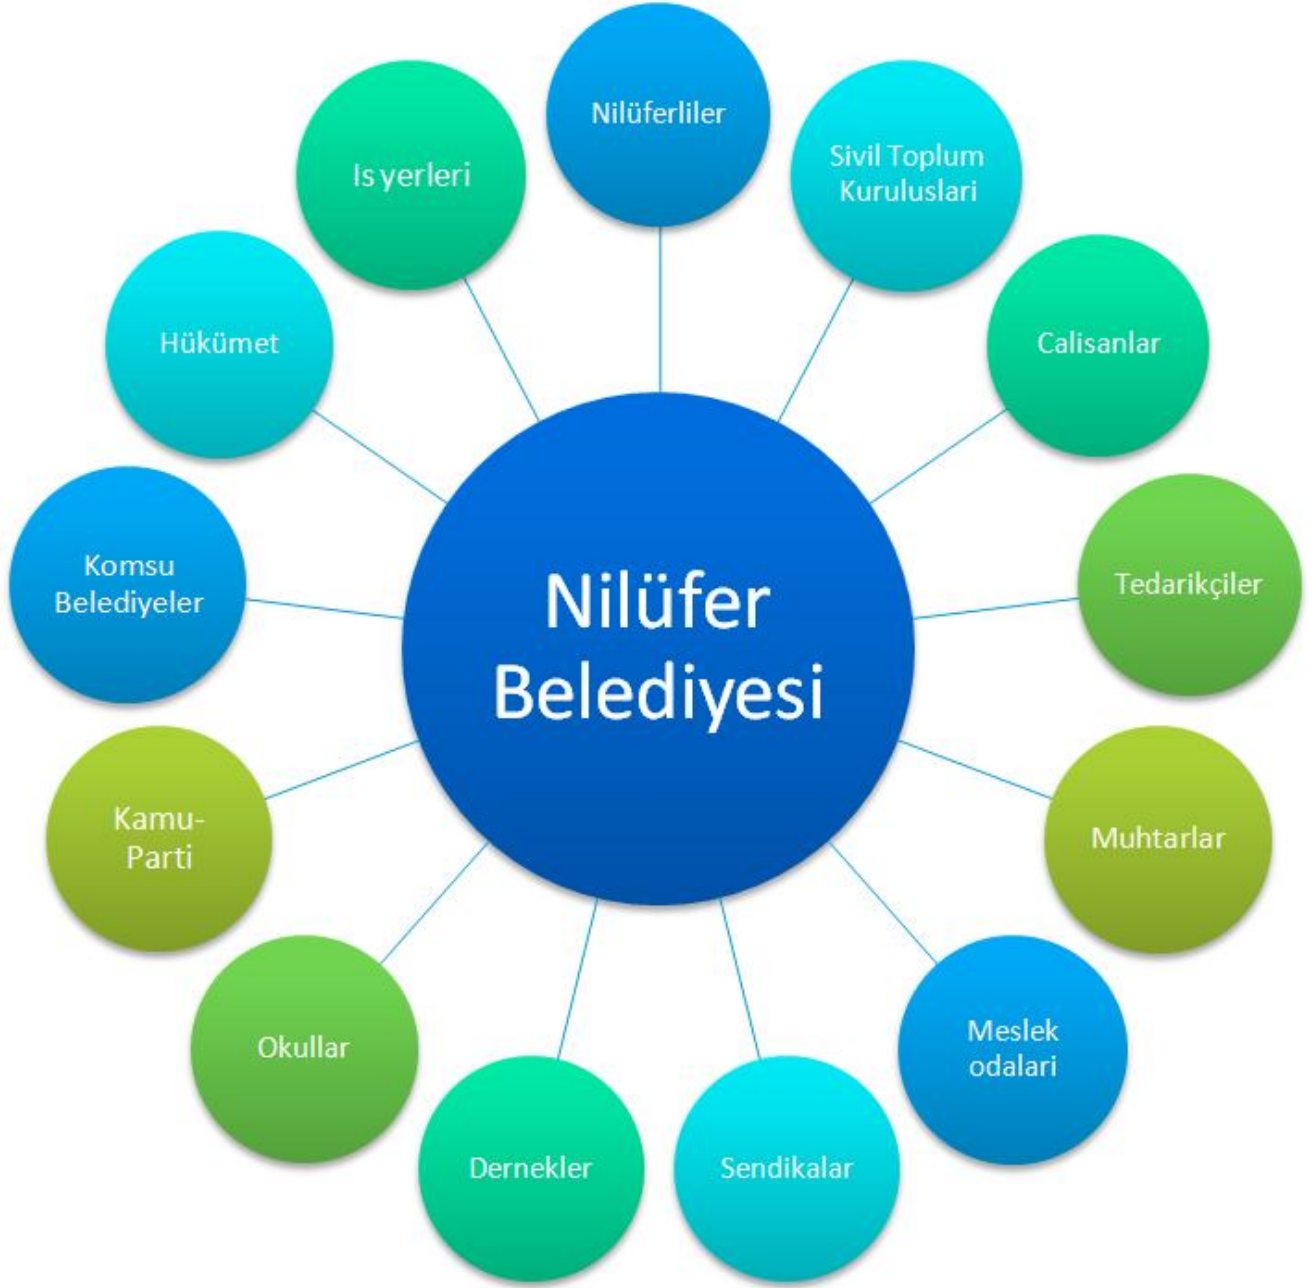 Nilüferliler
Sivil Toplum
Kuruluslari
Calisanlar
Tedarikçiler
Muhtarlar
Meslek
odalari
Sendikalar
Dernekler
Okullar
Kamu-
Parti
Komsu
Belediyeler
Hükümet
Is yerleri
Nilüfer
Belediyesi